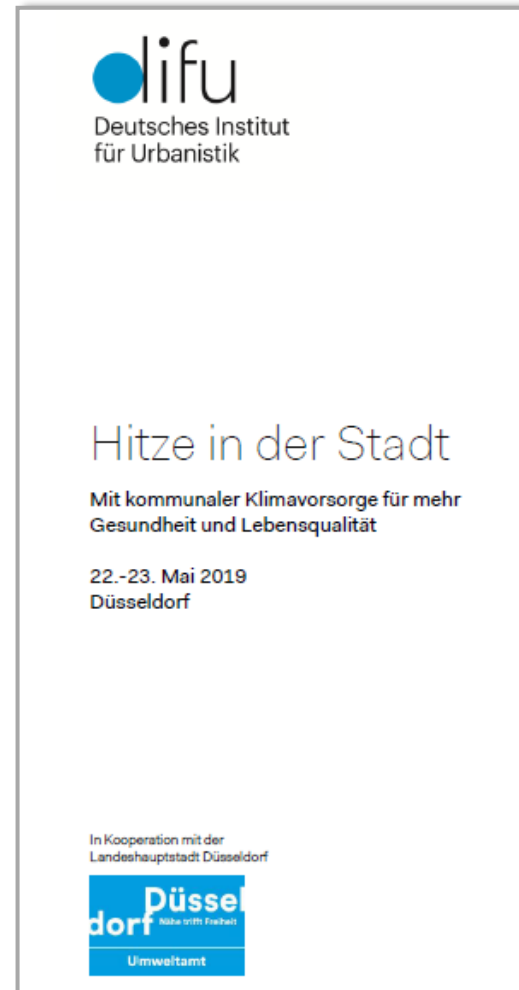 difu
Deutsches Institut
für Urbanistik
Hitze in der Stadt
Mit kommunaler Klimavorsorge für mehr
Gesundheit und Lebensqualität
22.-23. Mai 2019
Düsseldorf
In Kooperation mit der
Landeshauptstadt Düsseldorf
Düssel
dorf
Nähe trifft Freiheit
Umweltamt